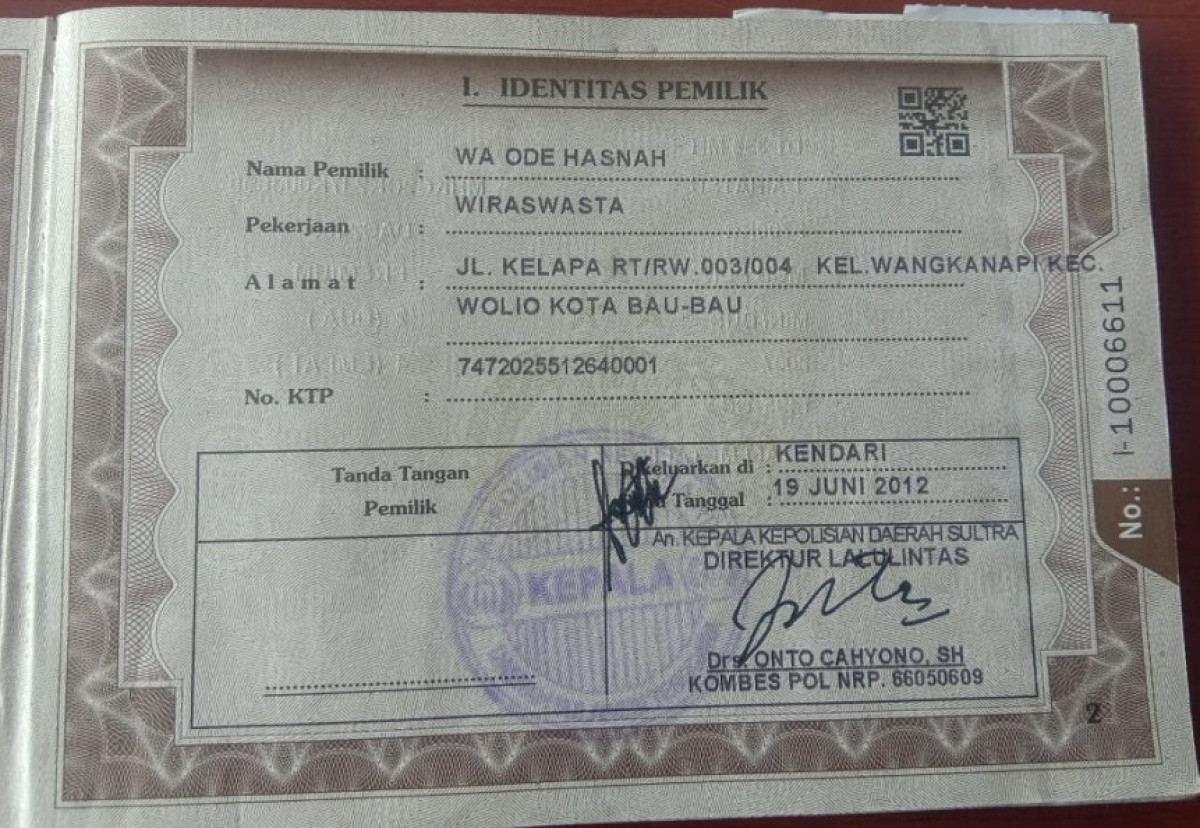 I. IDENTITAS PEMILIK
Nama Pemilik : WA ODE HASNAH
Pekerjaan : WIRASWASTA
Alamat : JL. KELAPA RT/RW.003/004 KEL.WANGKANAPI KEC.
WOLIO KOTA BAU-BAU
No. KTP : 7472025512640001
Tanda Tangan
Pemilik
Dikeluarkan di : KENDARI
Tanggal : 19 JUNI 2012
An. KEPALA KEPOLISIAN DAERAH SULTRA
DIREKTUR LALULINTAS
KEPALA
Drs. ONTO CAHYONO, SH
KOMBES POL NRP. 66050609
2
No.: I-10006611